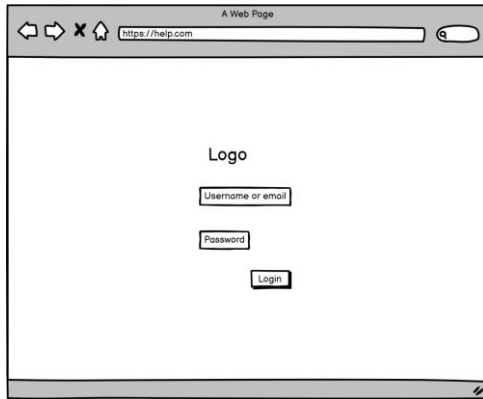 A Web Page
https://help.com
Logo
Username or email
Password
Login